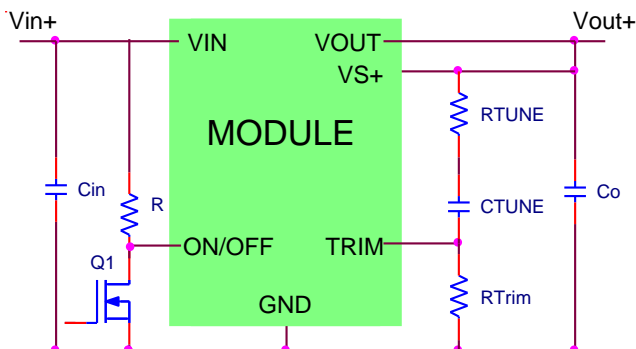 Vin+
Vout+
VIN
VOUT
VS+
RTUNE
MODULE
Cin
R
CTUNE
Co
ON/OFF
TRIM
Q1
GND
RTrim